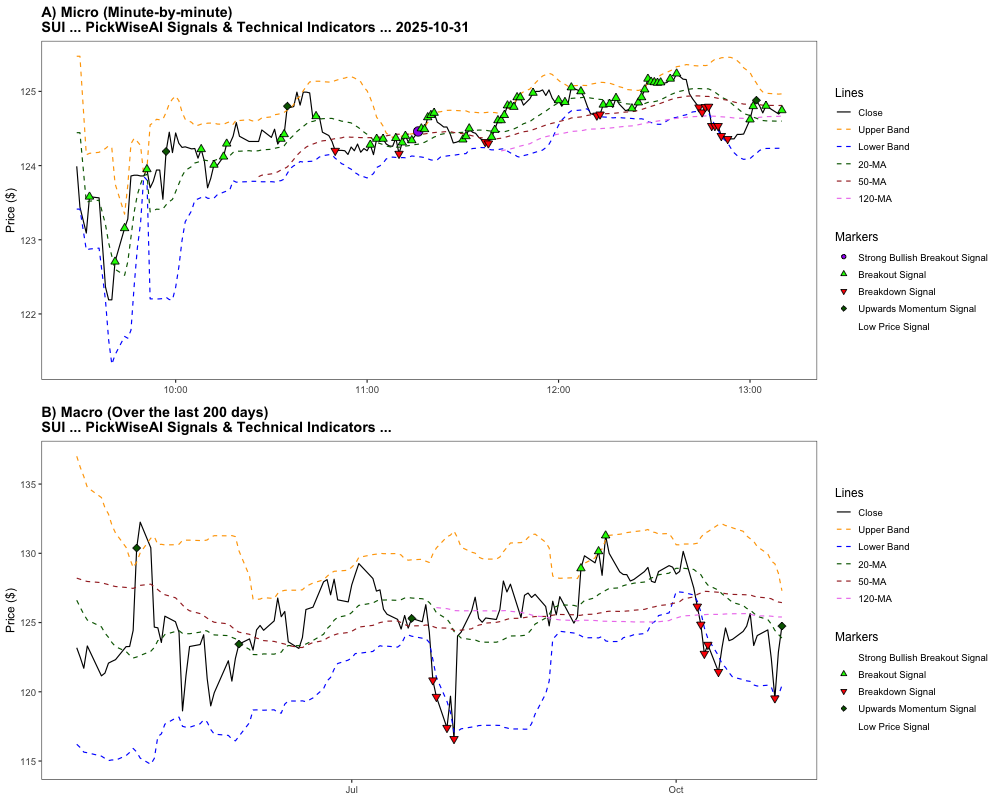 A) Micro (Minute-by-minute)
SUI ... PickWiseAI Signals & Technical Indicators ... 2025-10-31
Price ($)
125
124
123
122
10:00
11:00
12:00
13:00
Lines
Close
Upper Band
Lower Band
20-MA
50-MA
120-MA
Markers
Strong Bullish Breakout Signal
Breakout Signal
Breakdown Signal
Upwards Momentum Signal
Low Price Signal
B) Macro (Over the last 200 days)
SUI ... PickWiseAI Signals & Technical Indicators ...
Price ($)
135
130
125
120
115
Jul
Oct
Lines
Close
Upper Band
Lower Band
20-MA
50-MA
120-MA
Markers
Strong Bullish Breakout Signal
Breakout Signal
Breakdown Signal
Upwards Momentum Signal
Low Price Signal